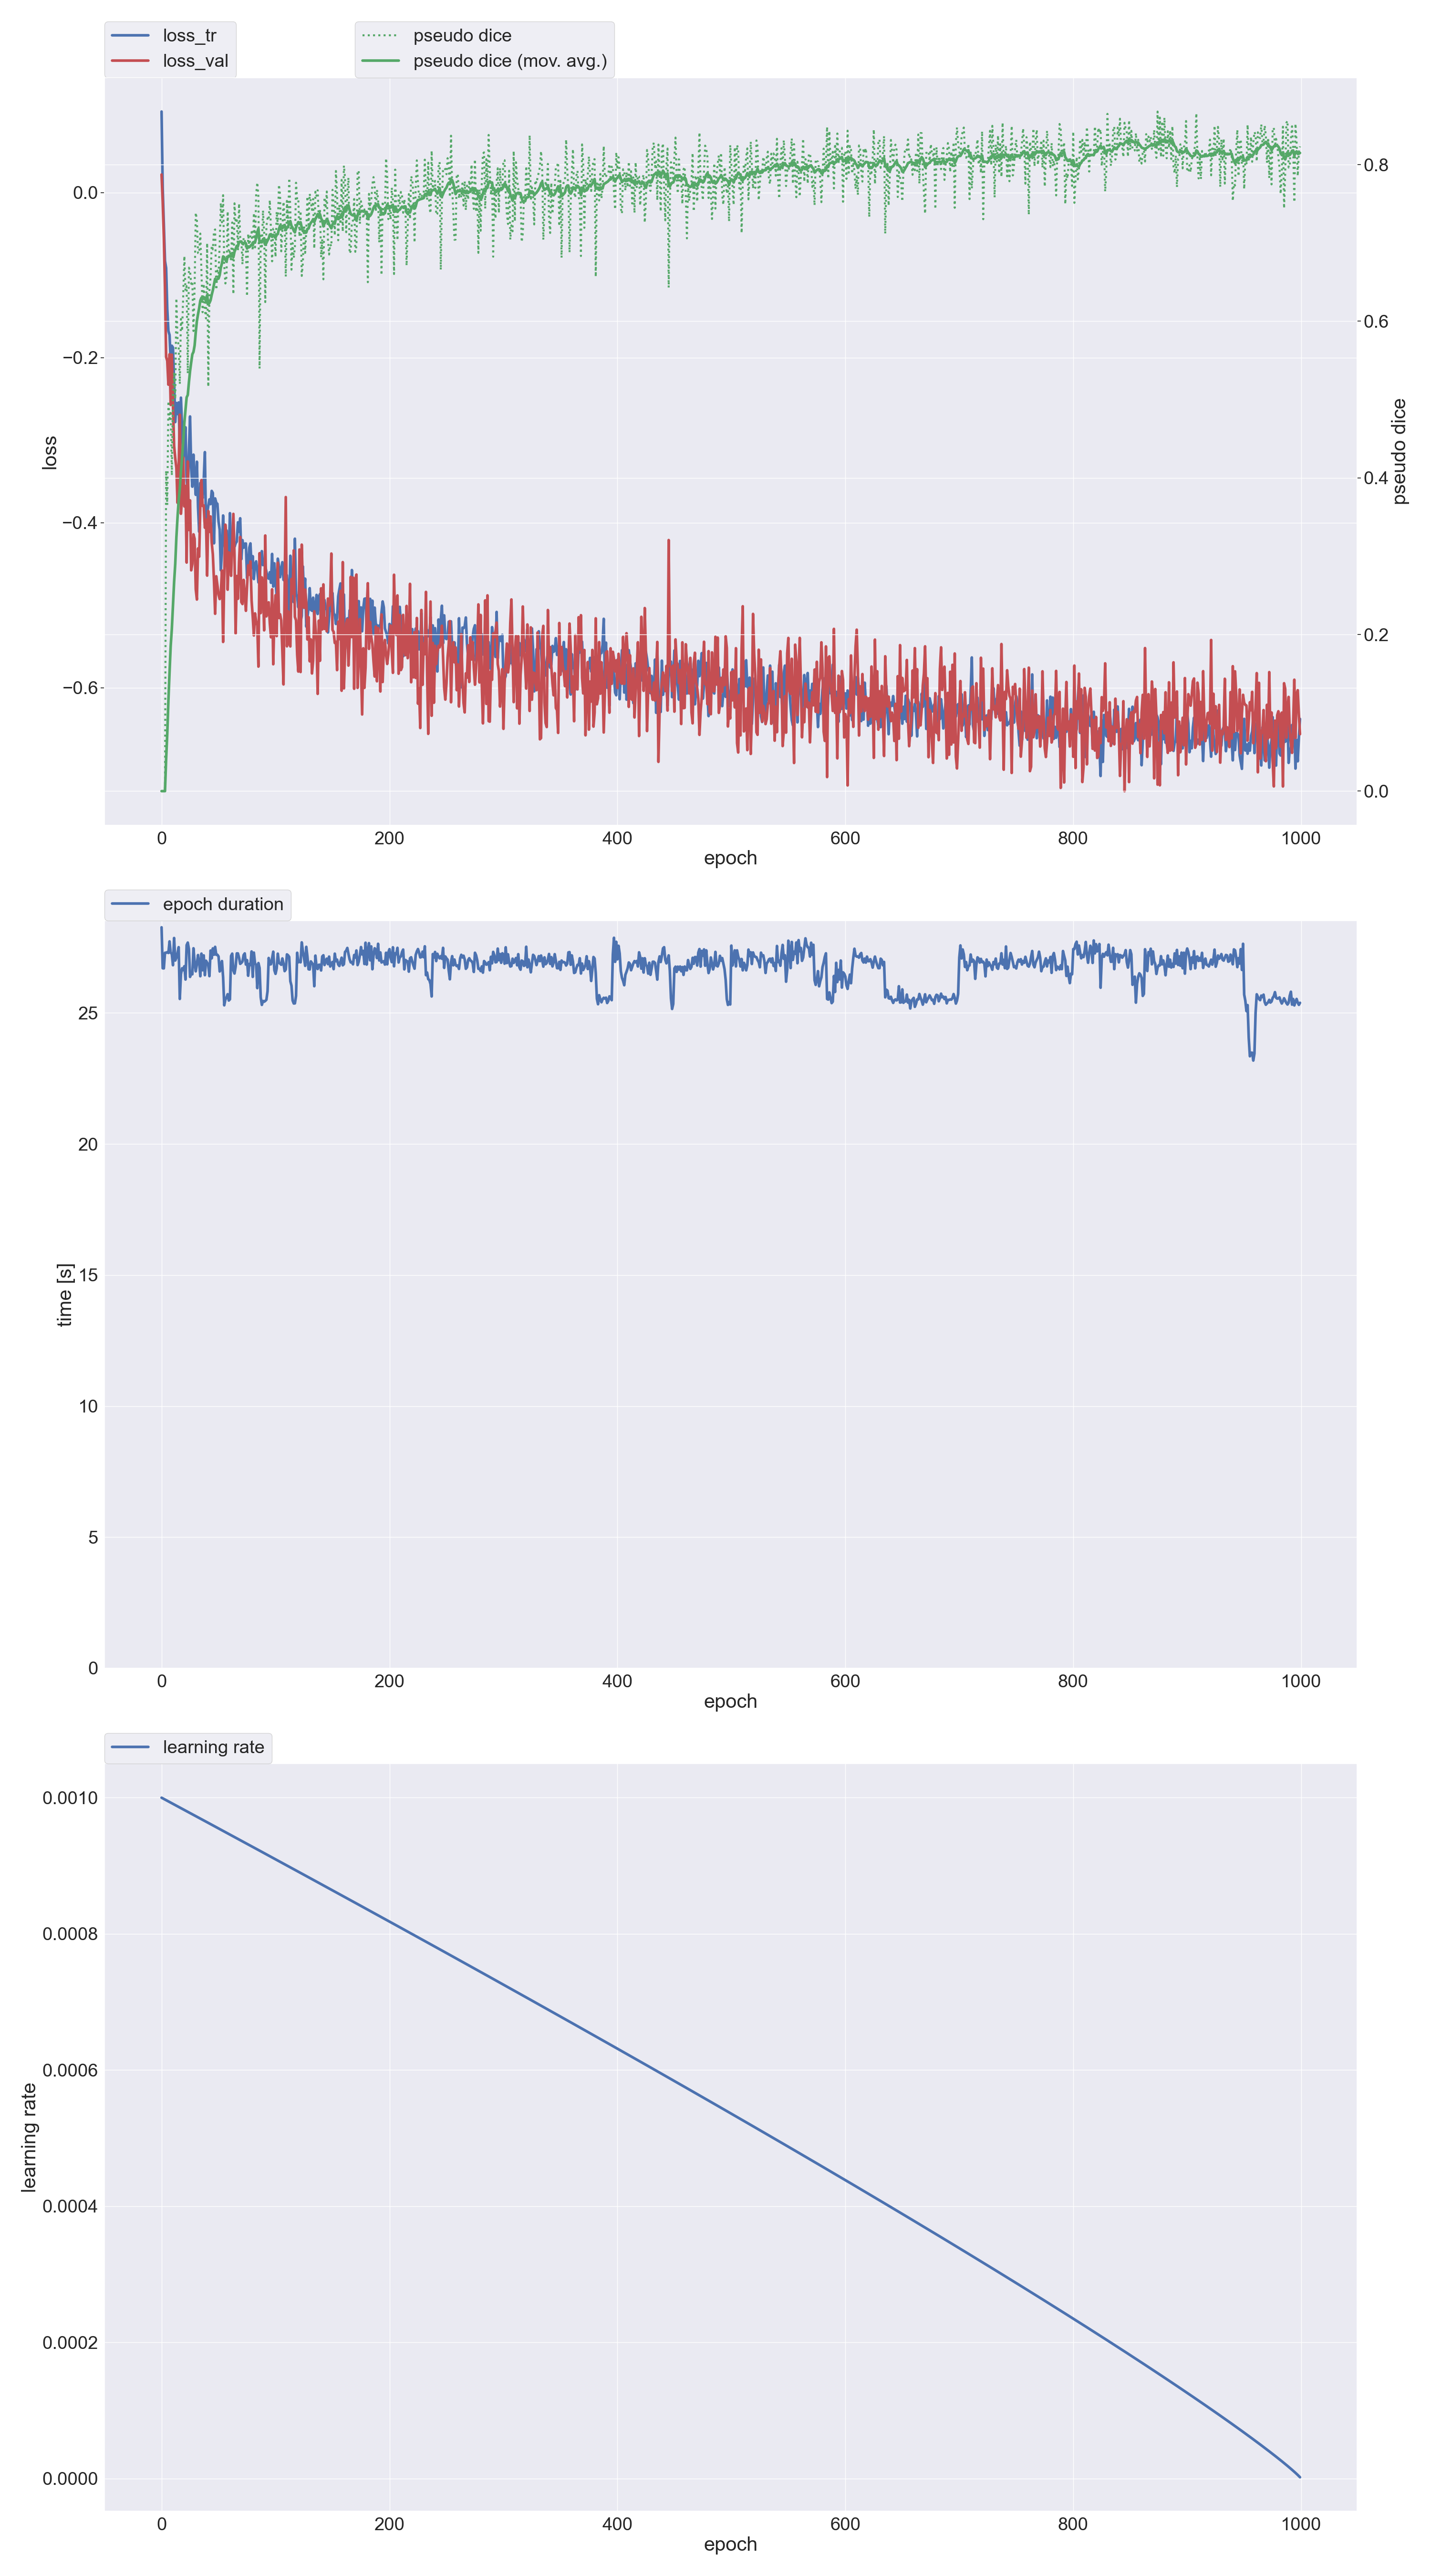 loss_tr
loss_val
pseudo dice
pseudo dice (mov. avg.)
0.0
−0.2
−0.4
−0.6
loss
0.8
0.6
0.4
0.2
0.0
pseudo dice
0 200 400 600 800 1000
epoch
epoch duration
25
20
15
10
5
0
time [s]
0 200 400 600 800 1000
epoch
learning rate
0.0010
0.0008
0.0006
0.0004
0.0002
0.0000
learning rate
0 200 400 600 800 1000
epoch